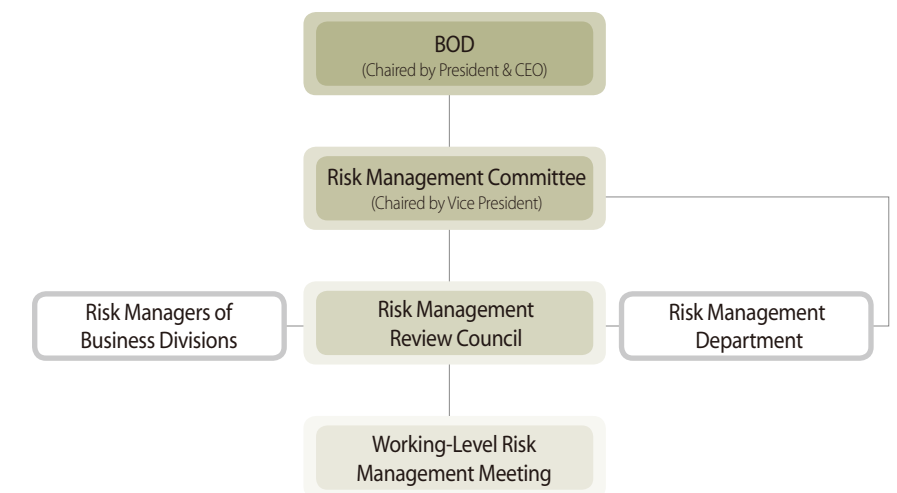 BOD
(Chaired by President & CEO)
Risk Management Committee
(Chaired by Vice President)
Risk Managers of
Business Divisions
Risk Management
Review Council
Risk Management
Department
Working-Level Risk
Management Meeting